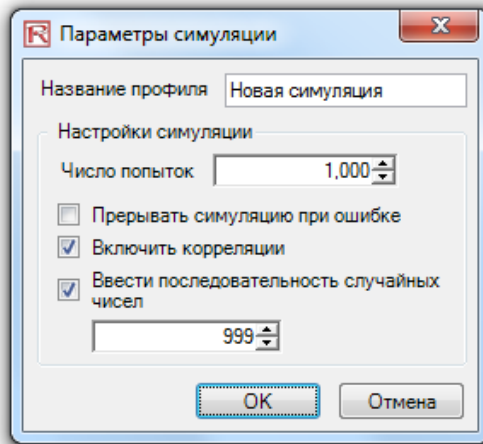 R Параметры симуляции
Название профиля Новая симуляция
Настройки симуляции
Число попыток 1,000
Прерывать симуляцию при ошибке
Включить корреляции
Ввести последовательность случайных
чисел
999
OK Отмена